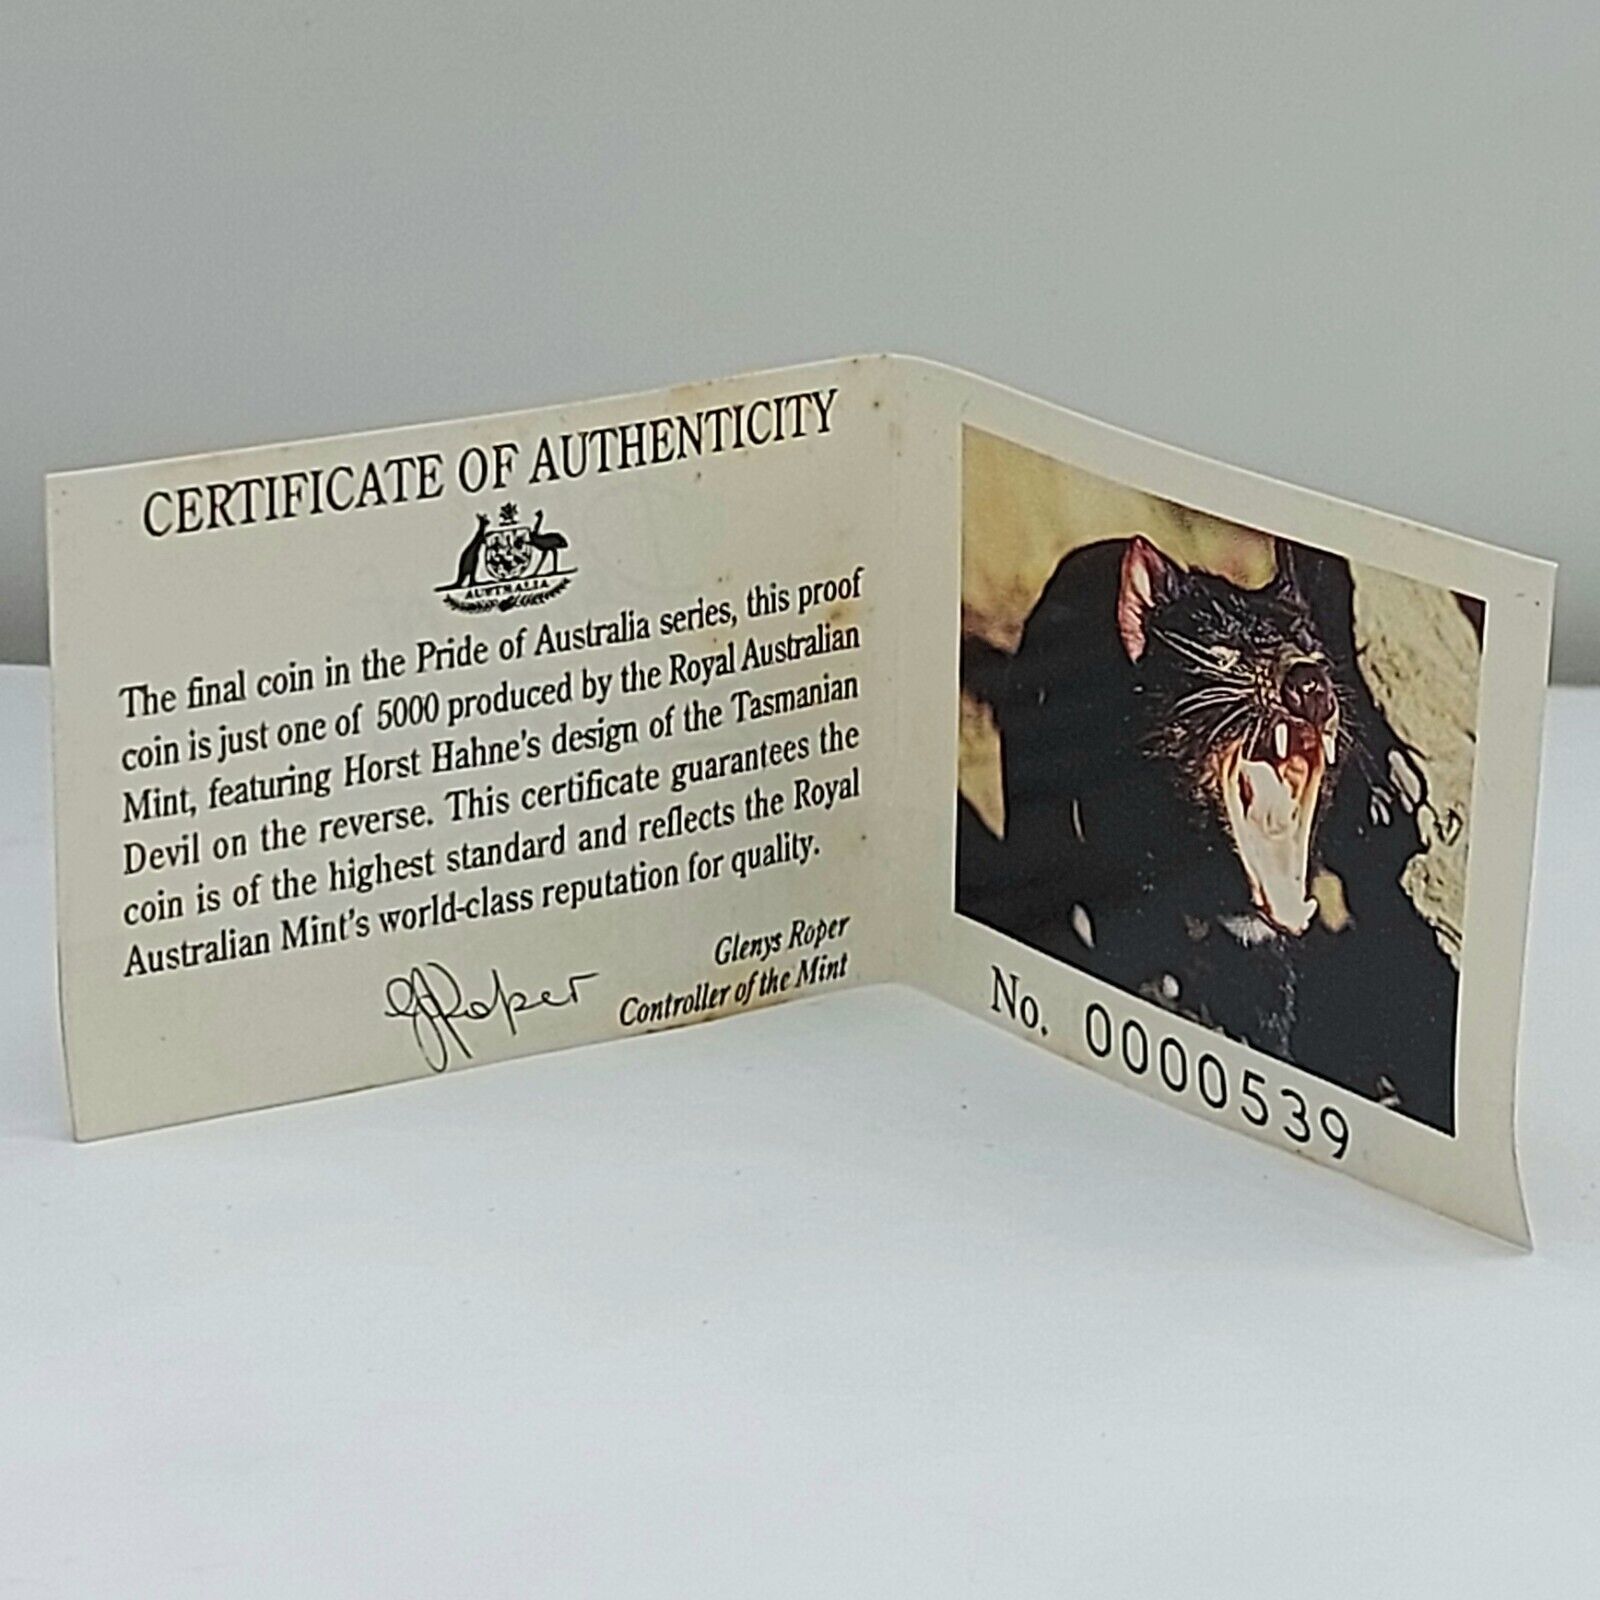 CERTIFICATE OF AUTHENTICITY
AUSTRALIA
The final coin in the Pride of Australia series, this proof
coin is just one of 5000 produced by the Royal Australian
Mint, featuring Horst Hahne's design of the Tasmanian
Devil on the reverse. This certificate guarantees the
coin is of the highest standard and reflects the Royal
Australian Mint's world-class reputation for quality.
GRoper
Glenys Roper
Controller of the Mint
No. 0000539